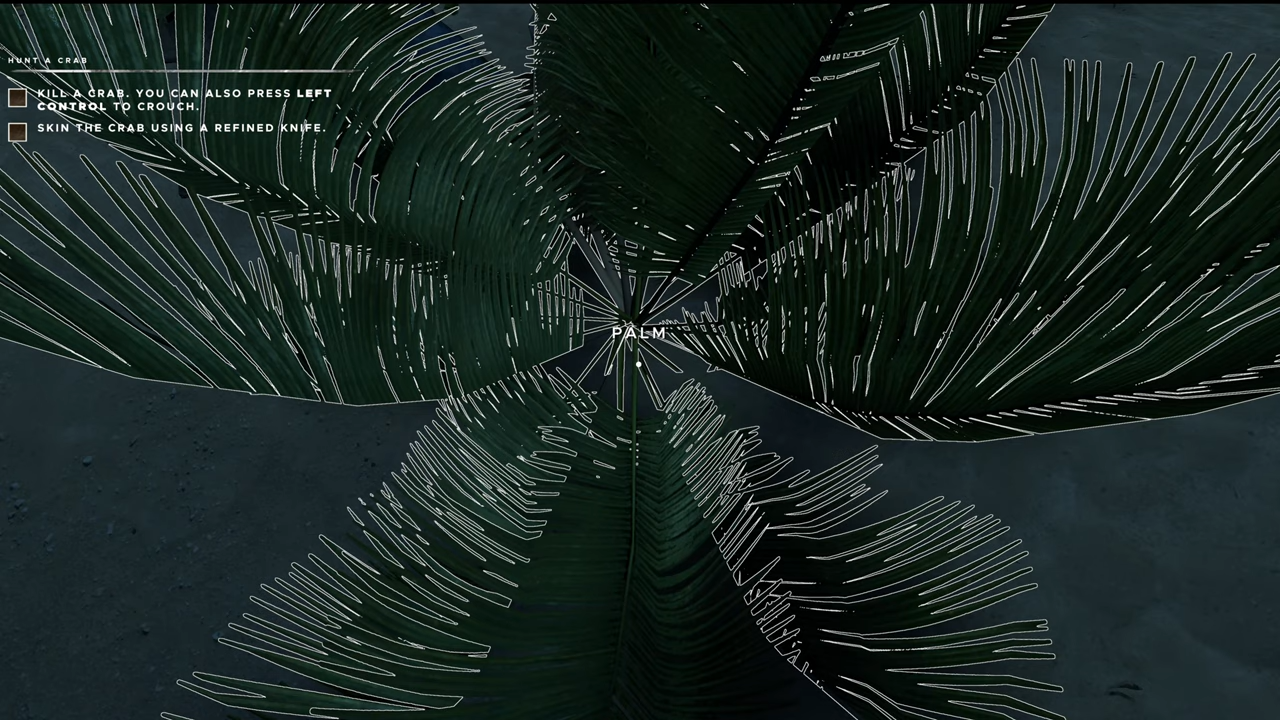 HUNT A CRAB
KILL A CRAB. YOU CAN ALSO PRESS LEFT
CONTROL TO CROUCH.
SKIN THE CRAB USING A REFINED KNIFE.
PALM